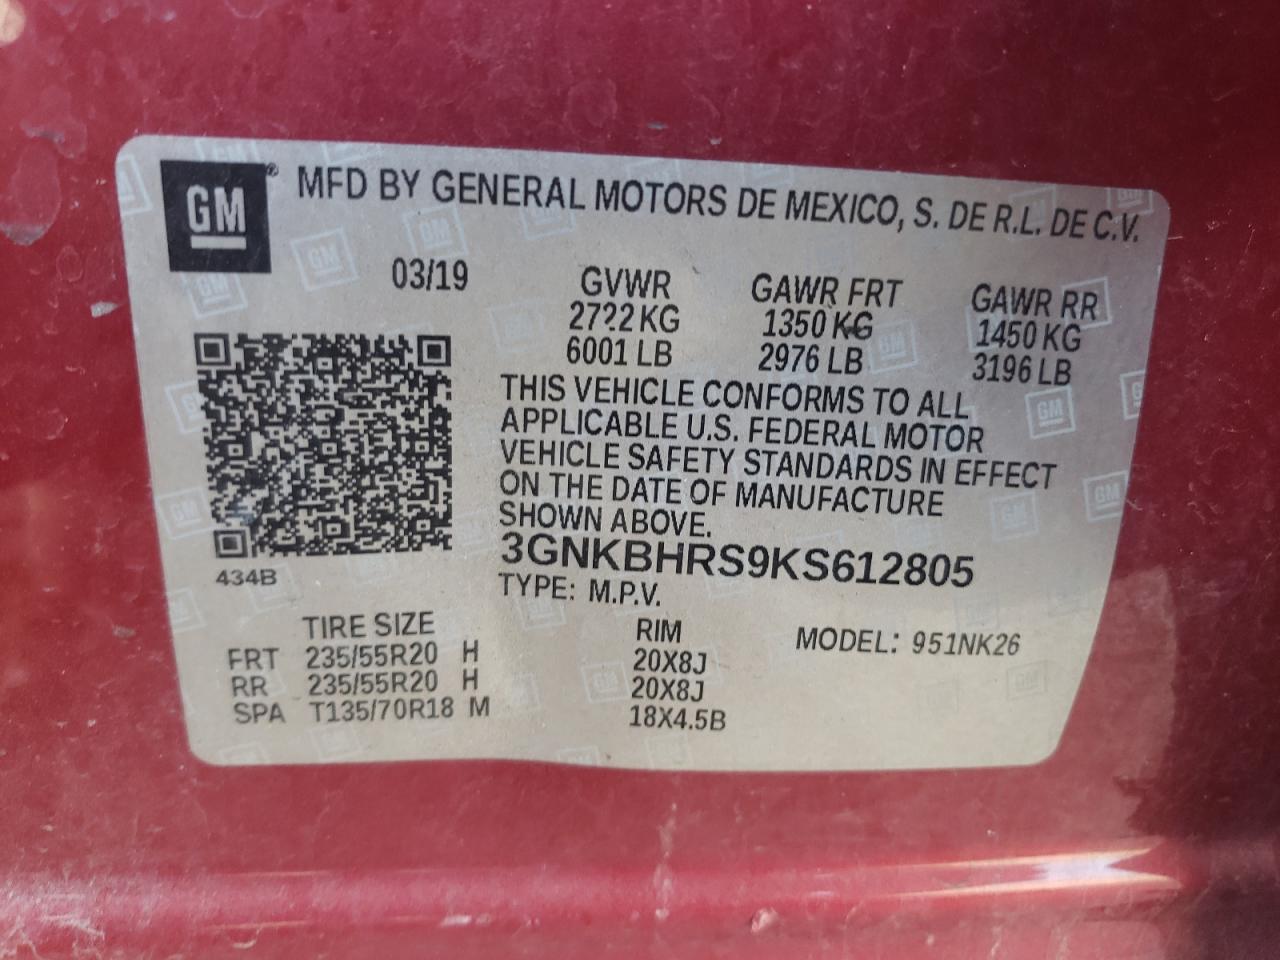 GM® MFD BY GENERAL MOTORS DE MEXICO, S. DE R.L. DE C.V.
03/19 GVWR GAWR FRT GAWR RR
2722 KG 1350 KG 1450 KG
6001 LB 2976 LB 3196 LB
THIS VEHICLE CONFORMS TO ALL
APPLICABLE U.S. FEDERAL MOTOR
VEHICLE SAFETY STANDARDS IN EFFECT
ON THE DATE OF MANUFACTURE
SHOWN ABOVE.
3GNKBHRS9KS612805
434B TYPE: M.P.V.
TIRE SIZE RIM MODEL: 951NK26
FRT 235/55R20 H 20X8J
RR 235/55R20 H 20X8J
SPA T135/70R18 M 18X4.5B